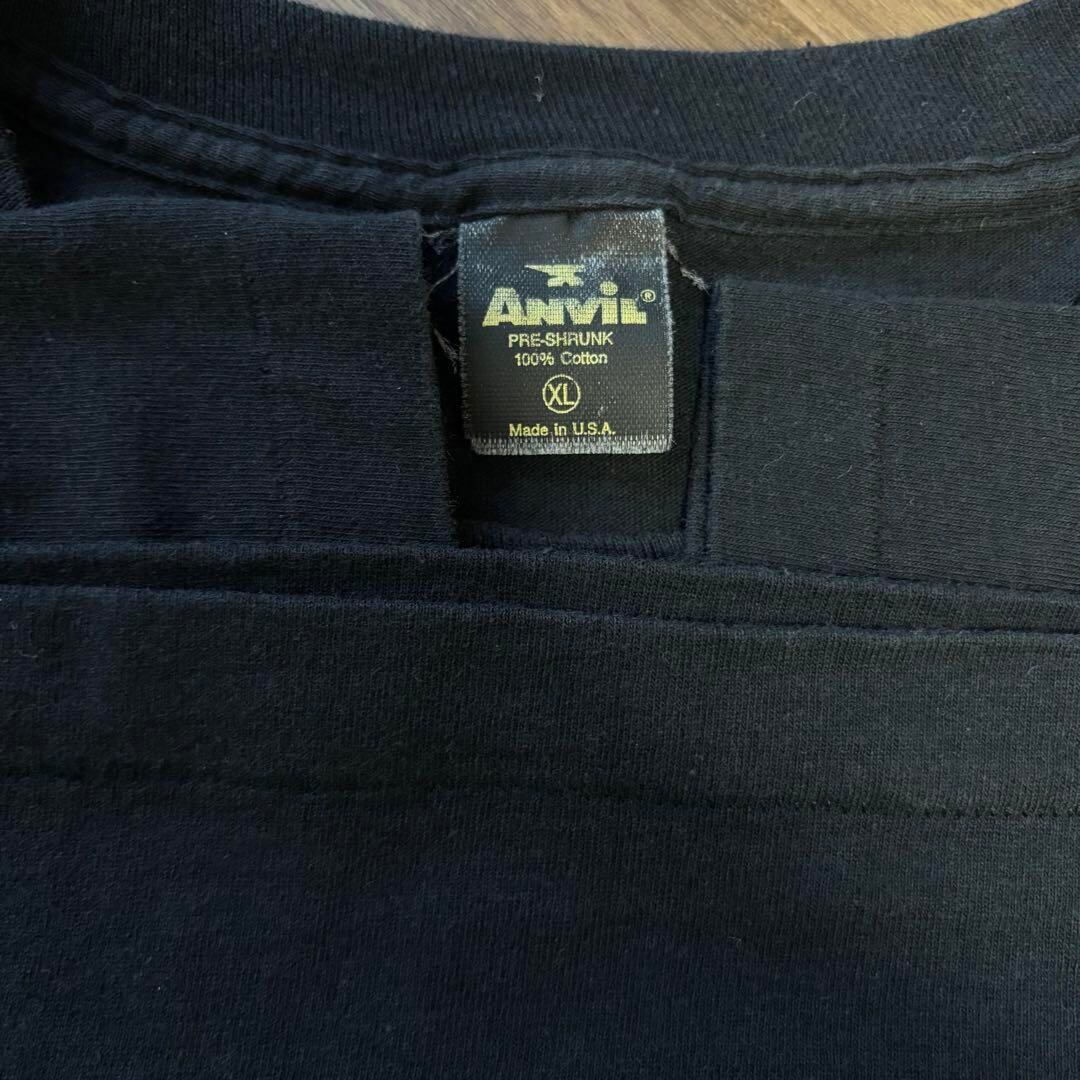 ANViL®
PRE-SHRUNK
100% Cotton
XL
Made in U.S.A.